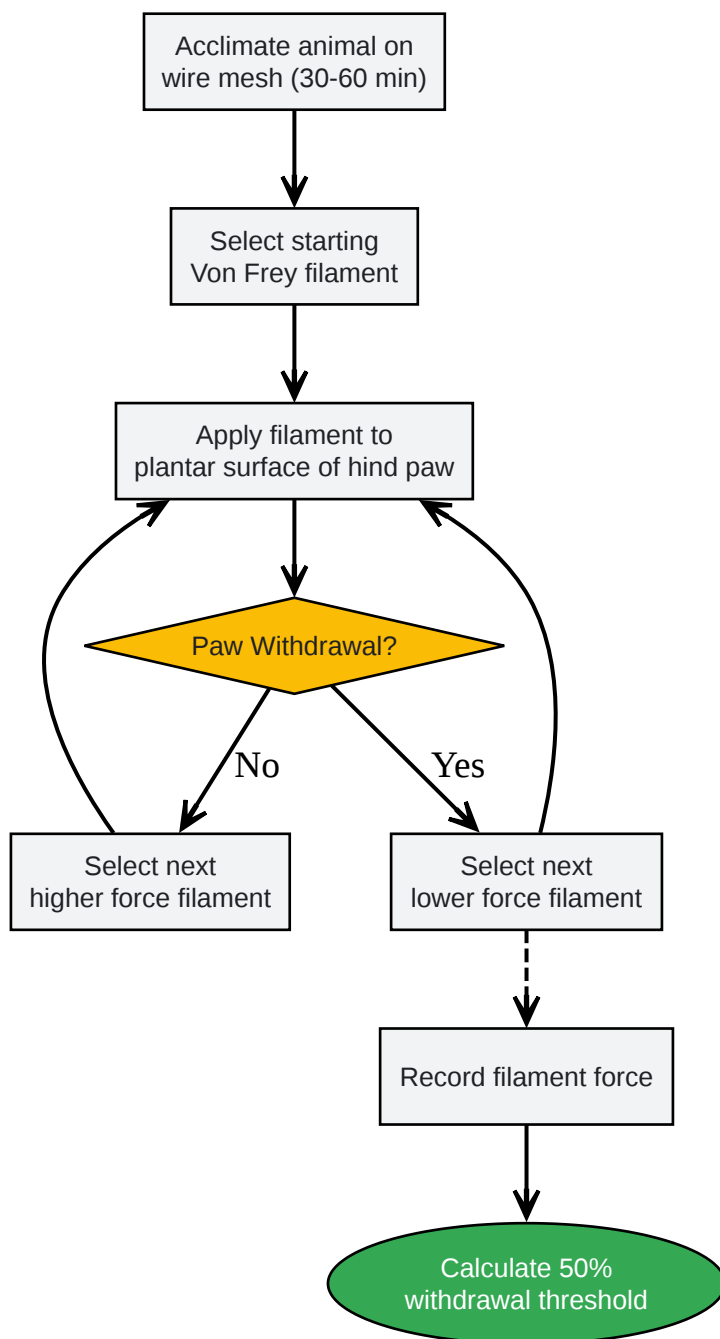 Acclimate animal on
wire mesh (30-60 min)
Select starting
Von Frey filament
Apply filament to
plantar surface of hind paw
Paw Withdrawal?
No
Yes
Select next
higher force filament
Select next
lower force filament
Record filament force
Calculate 50%
withdrawal threshold